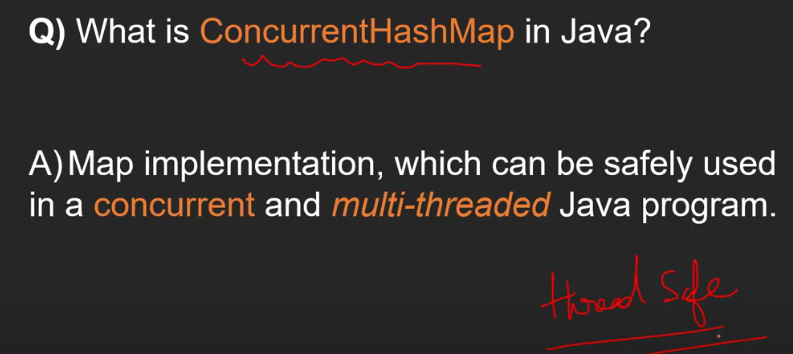 Q) What is ConcurrentHashMap in Java?
A) Map implementation, which can be safely used
in a concurrent and multi-threaded Java program.
thread Safe